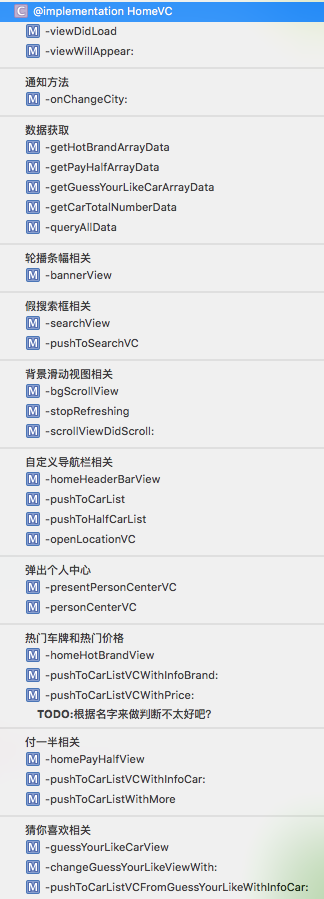 C @implementation HomeVC
M -viewDidLoad
M -viewWillAppear:
通知方法
M -onChangeCity:
数据获取
M -getHotBrandArrayData
M -getPayHalfArrayData
M -getGuessYourLikeCarArrayData
M -getCarTotalNumberData
M -queryAllData
轮播条幅相关
M -bannerView
假搜索框相关
M -searchView
M -pushToSearchVC
背景滑动视图相关
M -bgScrollView
M -stopRefreshing
M -scrollViewDidScroll:
自定义导航栏相关
M -homeHeaderBarView
M -pushToCarList
M -pushToHalfCarList
M -openLocationVC
弹出个人中心
M -presentPersonCenterVC
M -personCenterVC
热门车牌和热门价格
M -homeHotBrandView
M -pushToCarListVCWithInfoBrand:
M -pushToCarListVCWithPrice:
TODO:根据名字来做判断不太好吧?
付一半相关
M -homePayHalfView
M -pushToCarListVCWithInfoCar:
M -pushToCarListWithMore
猜你喜欢相关
M -guessYourLikeCarView
M -changeGuessYourLikeViewWith:
M -pushToCarListVCFromGuessYourLikeWithInfoCar: